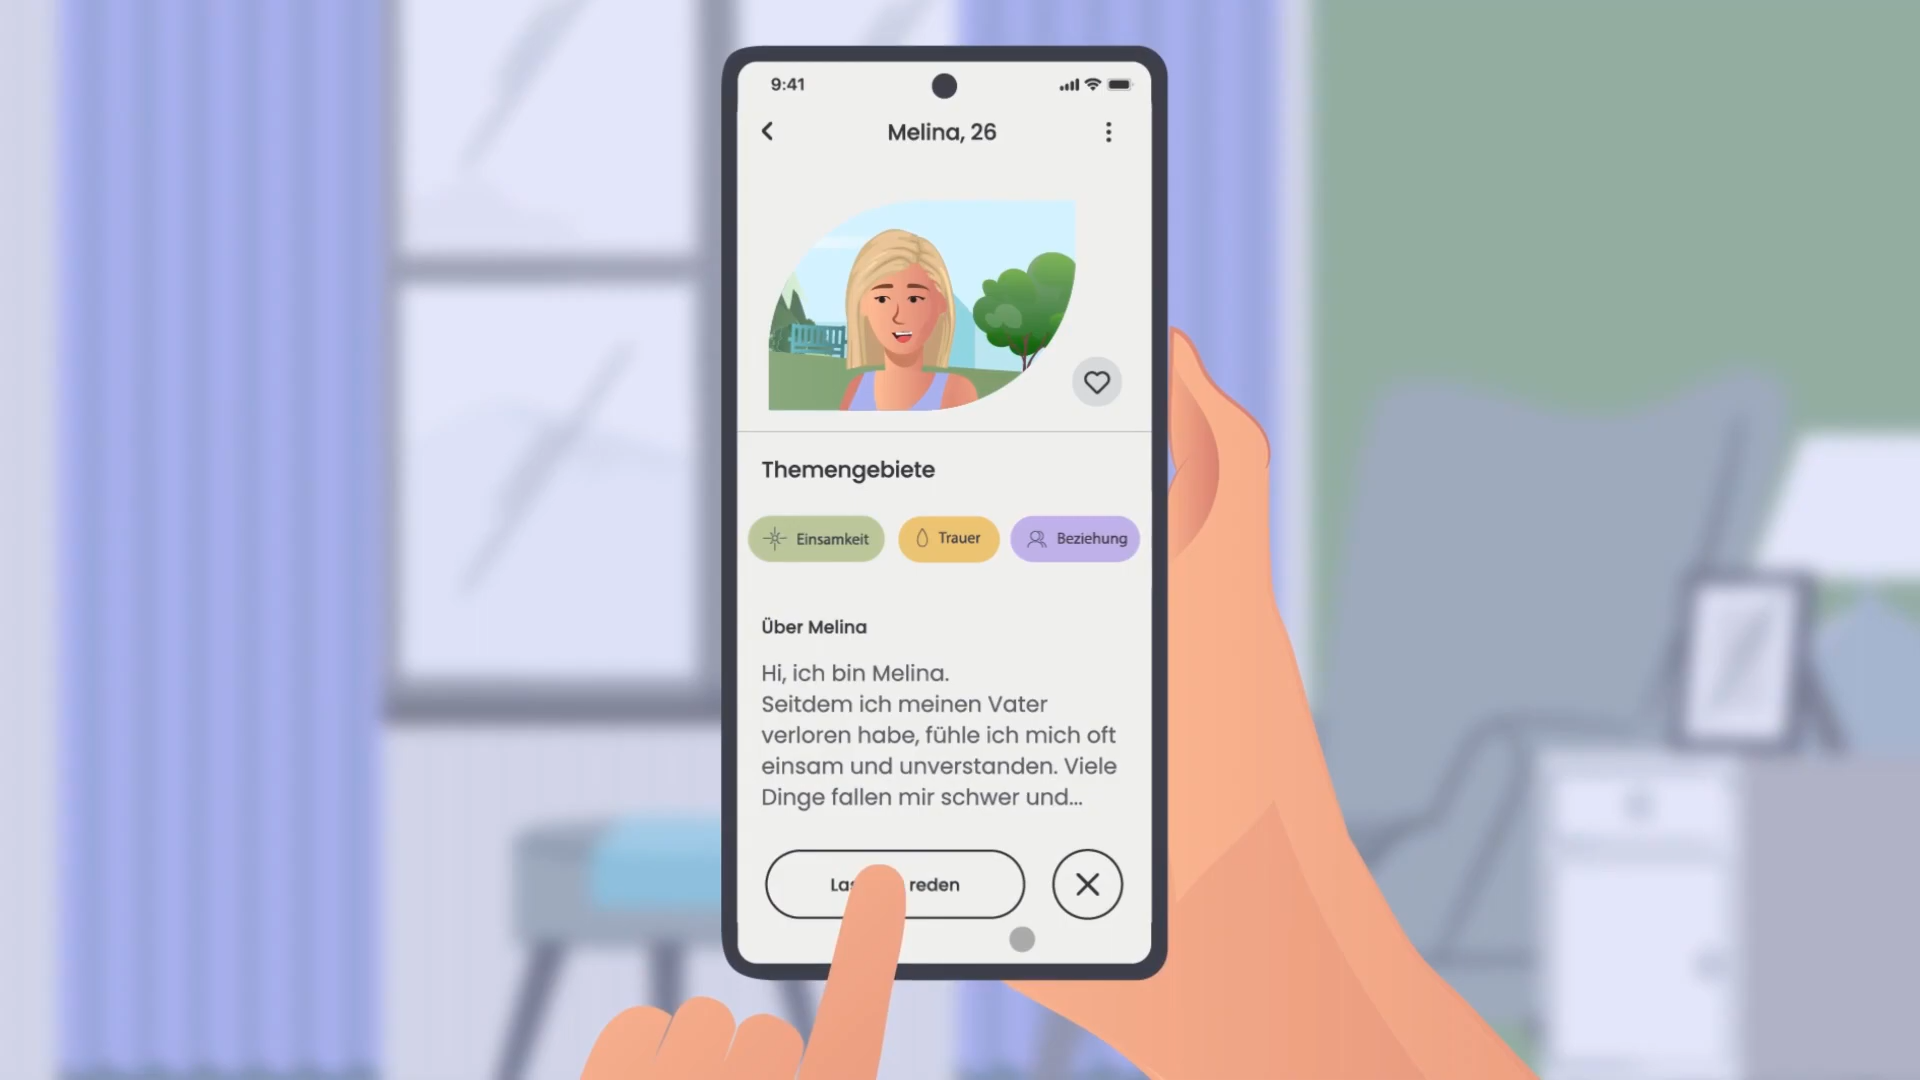 9:41
Melina, 26
Themengebiete
Einsamkeit
Trauer
Beziehung
Über Melina
Hi, ich bin Melina.
Seitdem ich meinen Vater
verloren habe, fühle ich mich oft
einsam und unverstanden. Viele
Dinge fallen mir schwer und...
reden